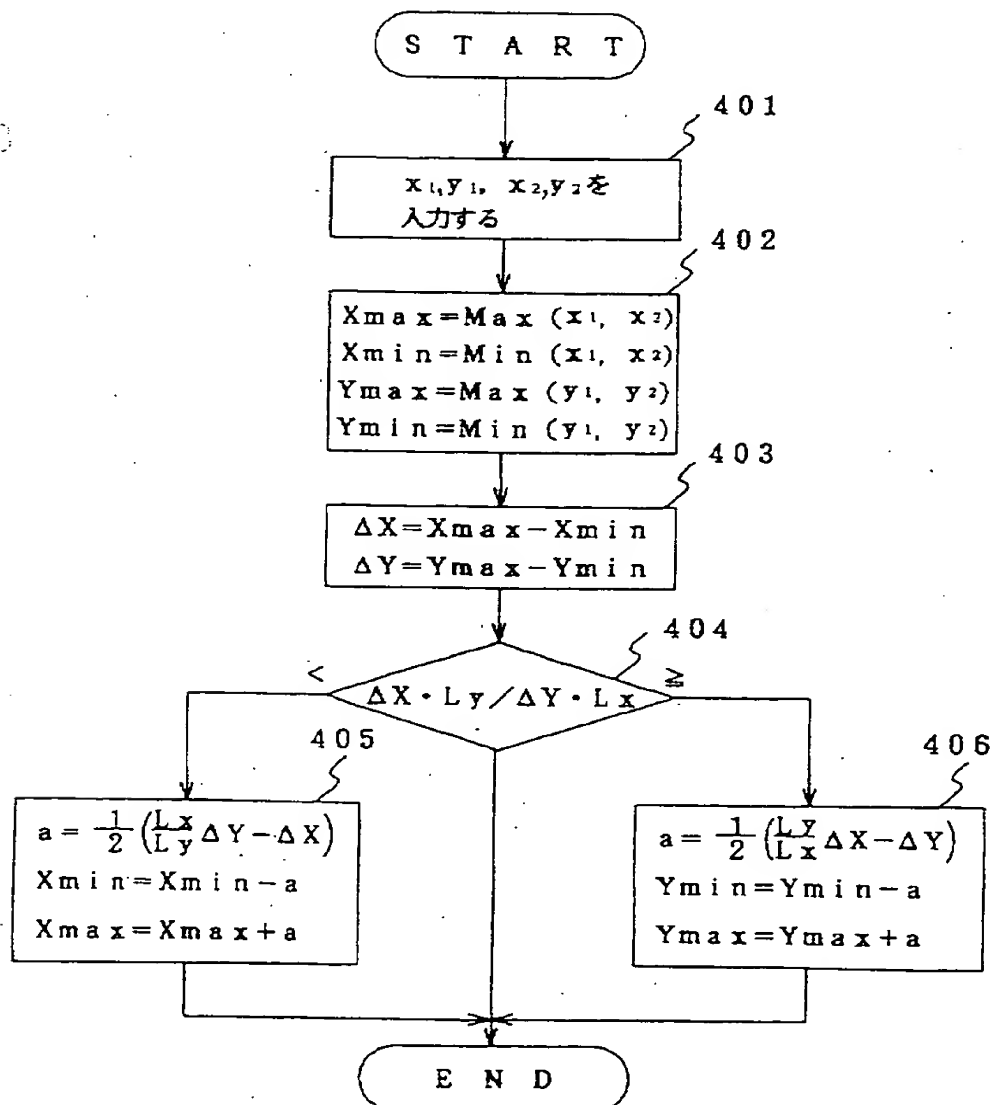 START
401
x₁,y₁, x₂,y₂を
入力する
402
Xmax=Max (x₁, x₂)
Xmin=Min (x₁, x₂)
Ymax=Max (y₁, y₂)
Ymin=Min (y₁, y₂)
403
ΔX=Xmax−Xmin
ΔY=Ymax−Ymin
404
< ΔX・Ly/ΔY・Lx ≧
405
a=1/2(Lx/Ly ΔY−ΔX)
Xmin=Xmin−a
Xmax=Xmax+a
406
a=1/2(Ly/Lx ΔX−ΔY)
Ymin=Ymin−a
Ymax=Ymax+a
END